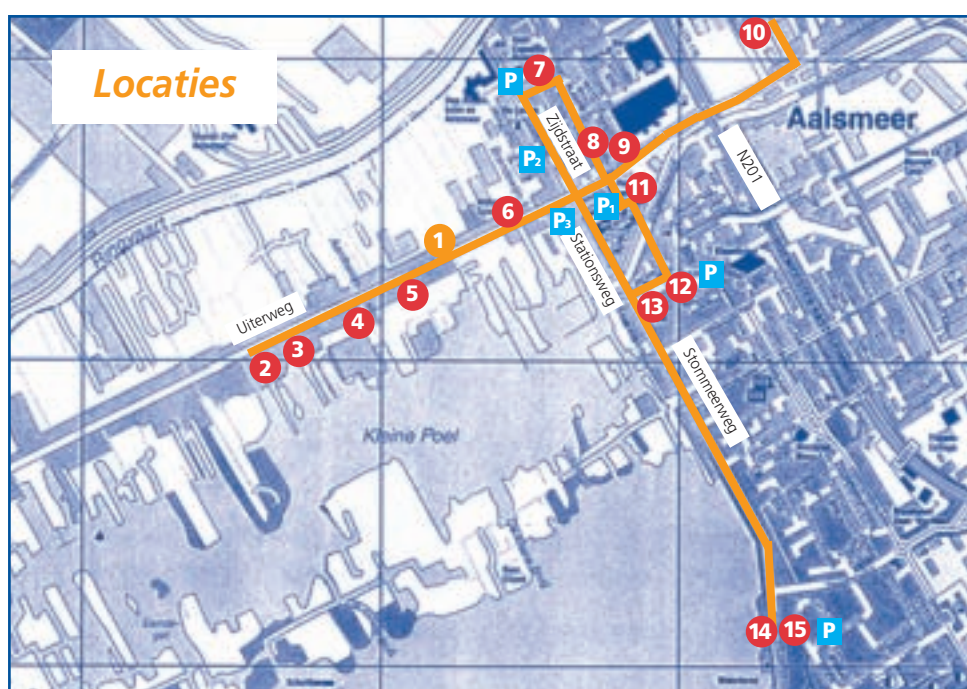 Locaties
10
P
7
Aalsmeer
Zijdstraat
8
9
N201
P2
11
P1
6
P3
1
Stationsweg
P
12
5
13
Uiterweg
4
3
2
Stommeerweg
Kleine Poel
14
15
P